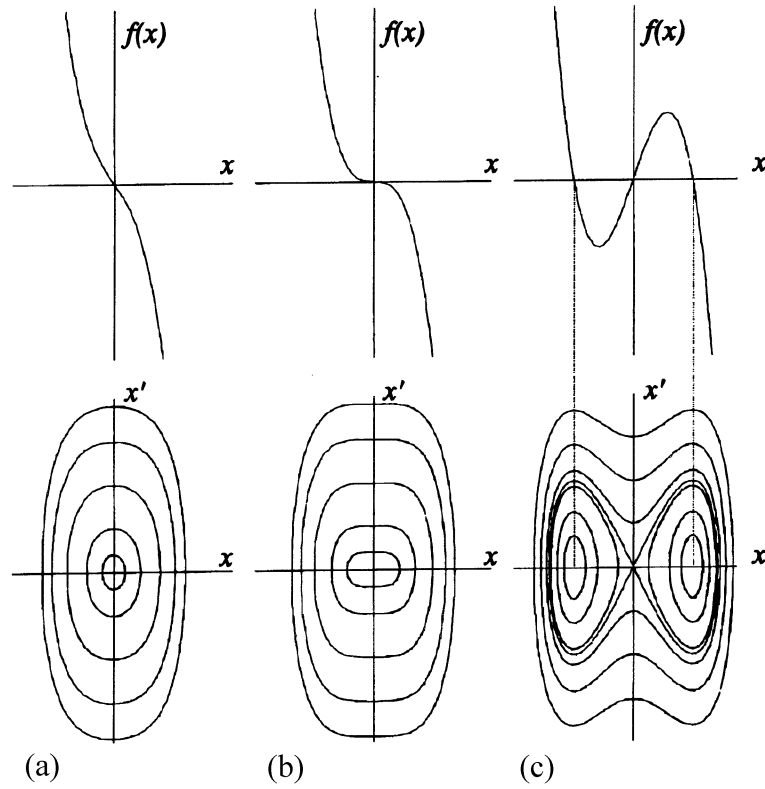 f(x) f(x) f(x)
x x x
x' x' x'
x x x
(a) (b) (c)